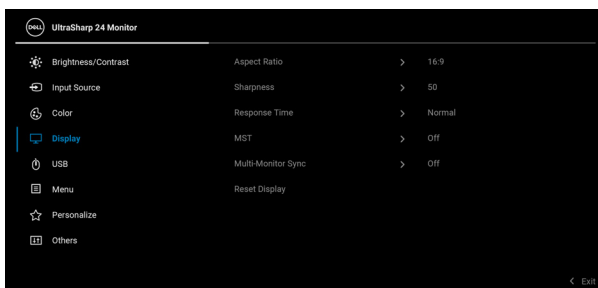 DELL UltraSharp 24 Monitor
Brightness/Contrast Aspect Ratio > 16:9
Input Source Sharpness > 50
Color Response Time > Normal
Display MST > Off
USB Multi-Monitor Sync > Off
Menu Reset Display
Personalize
Others
< Exit